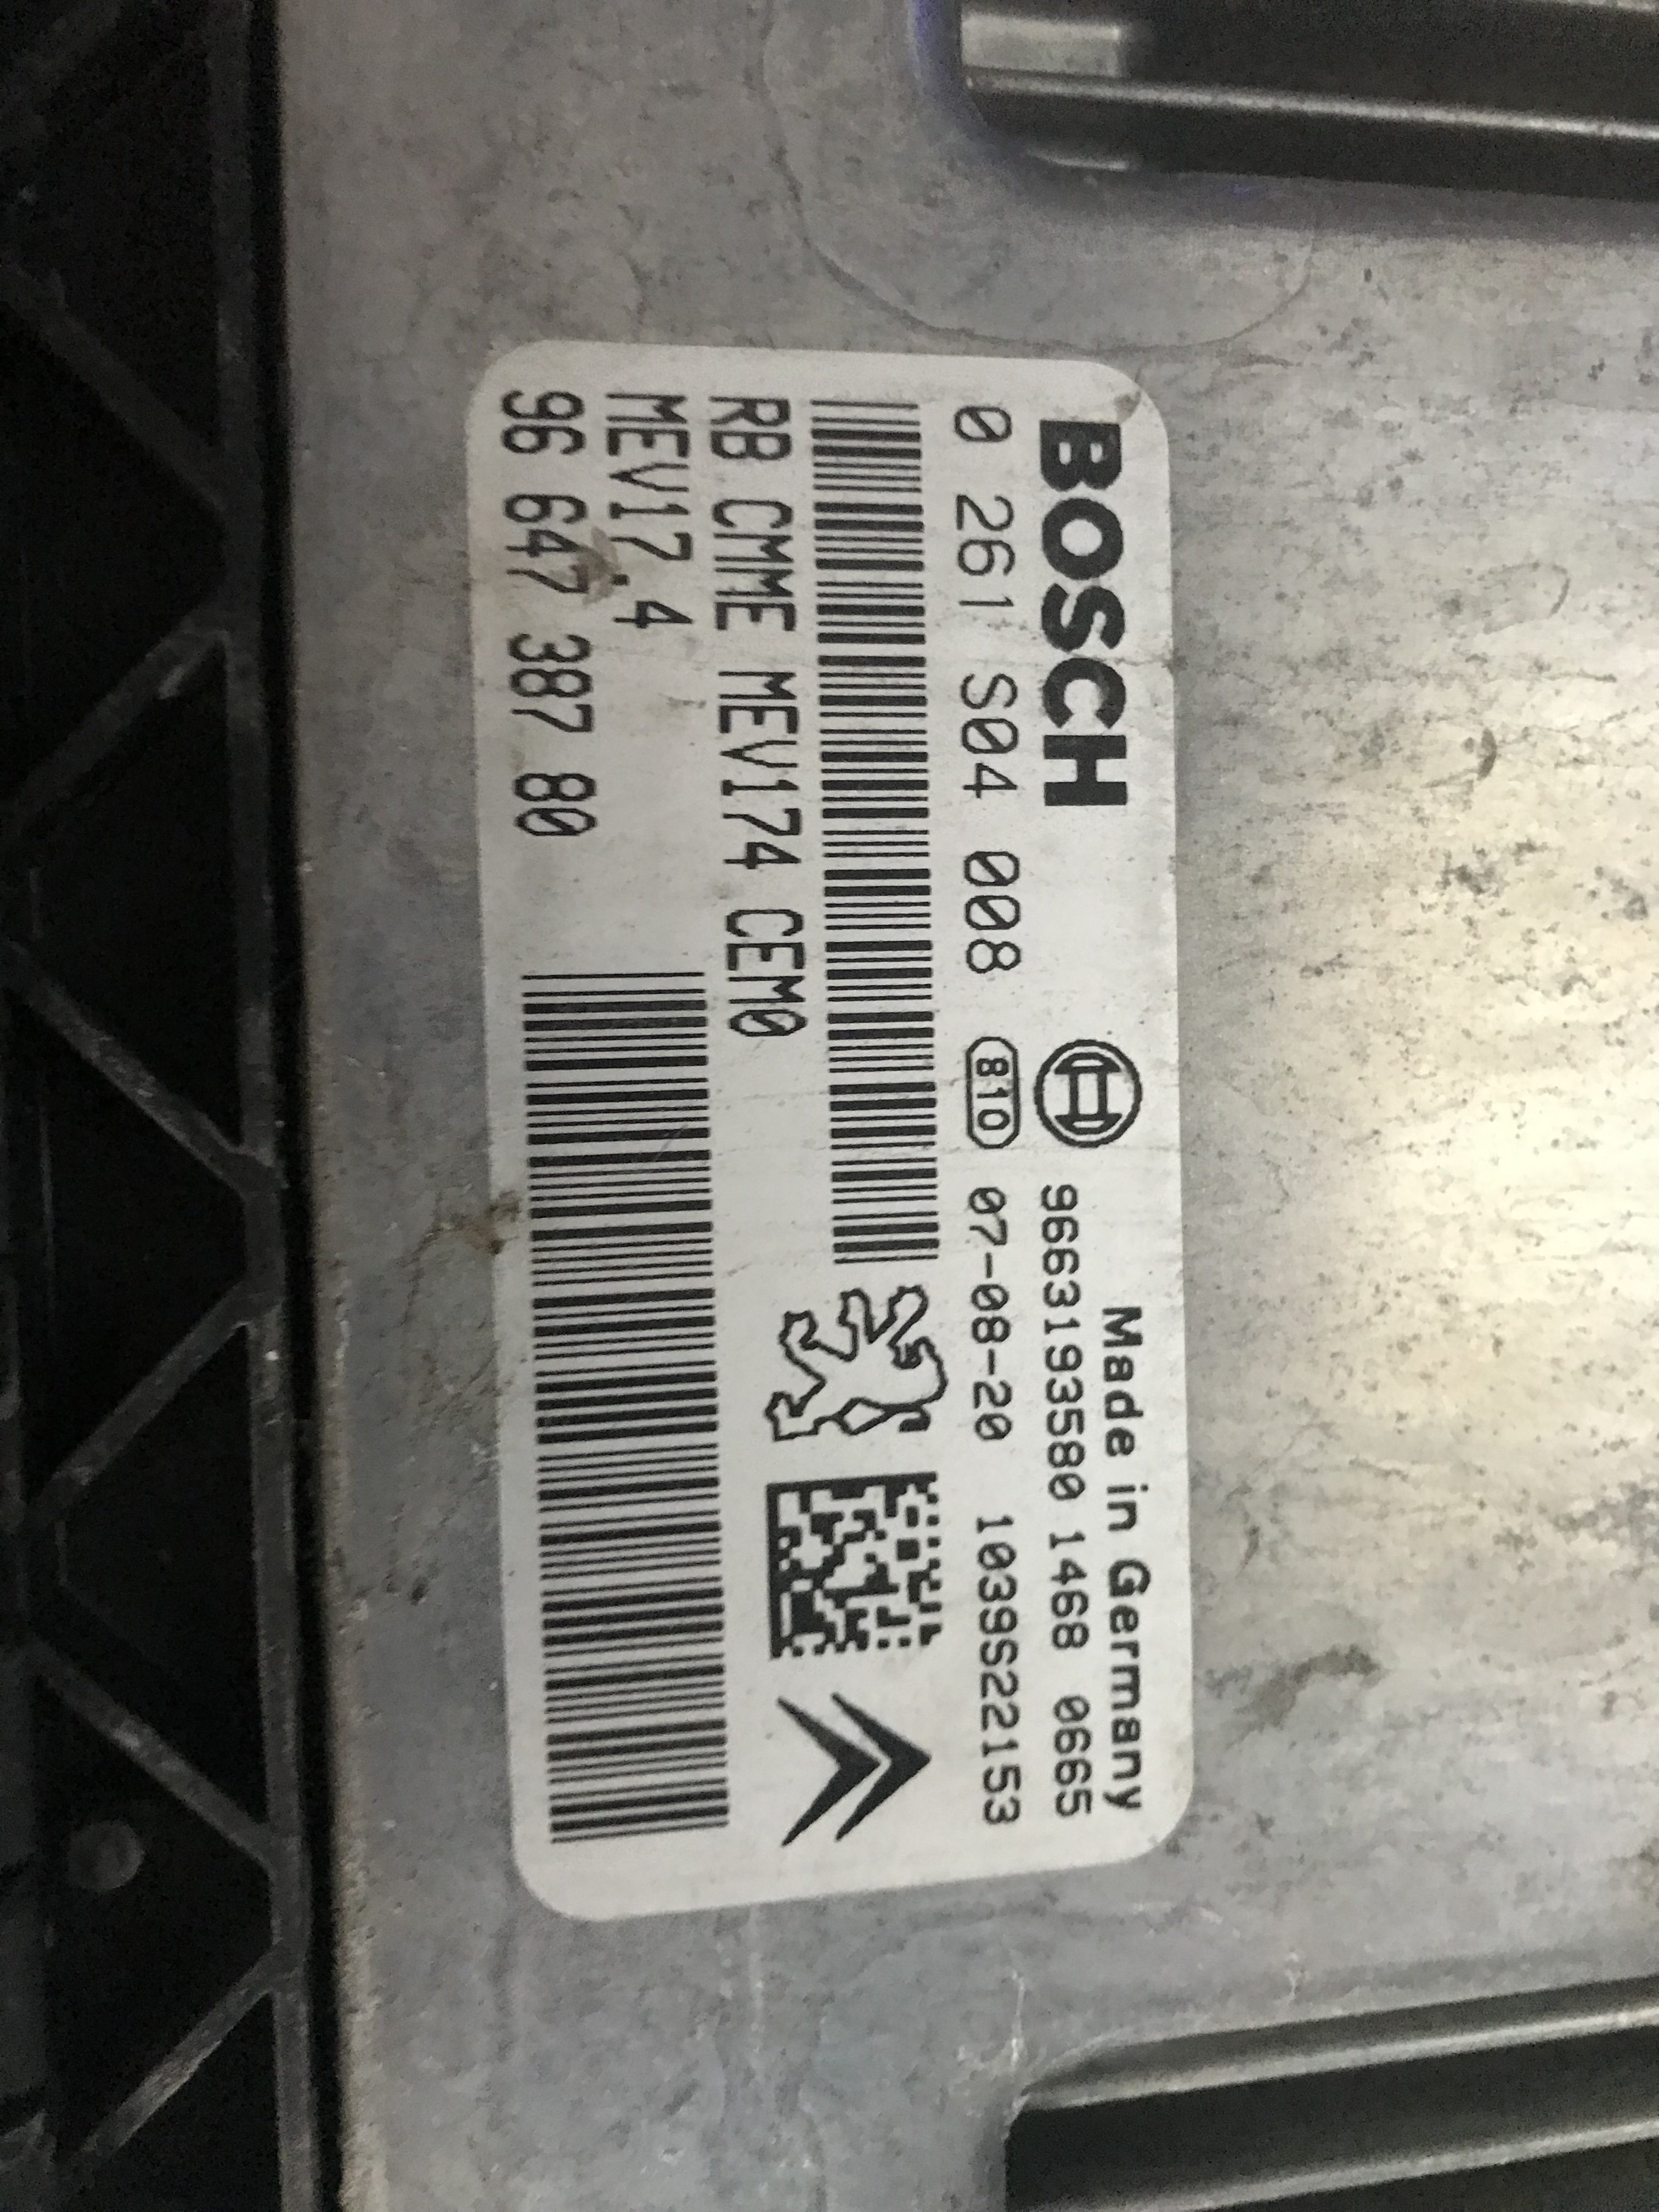 BOSCH
Made in Germany
9663193580 1468 0665
0 261 S04 008 810 07-08-20 1039S22153
RB CMME MEV174 CEM0
MEV17.4
96 647 387 80